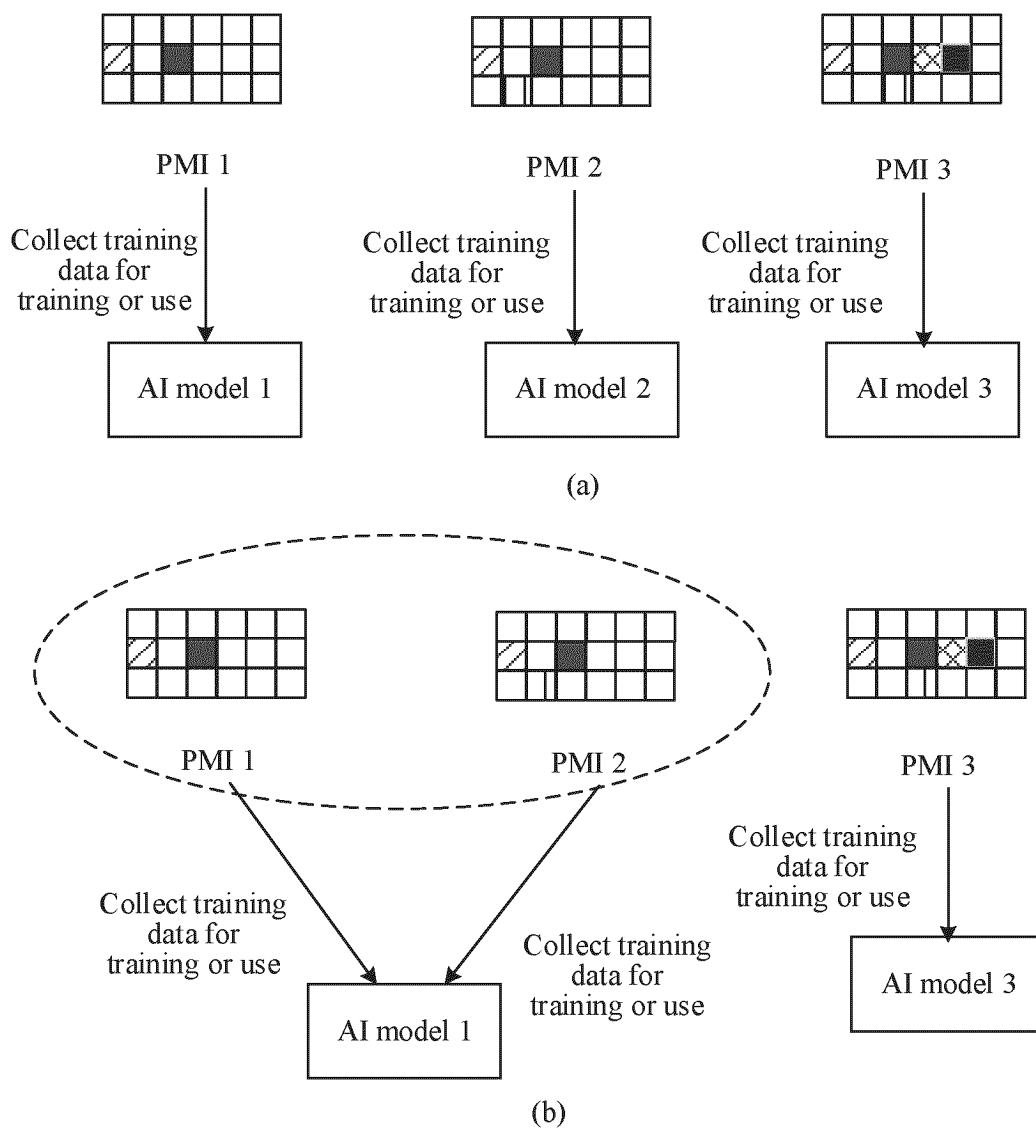 PMI 1
PMI 2
PMI 3
Collect training
data for
training or use
Collect training
data for
training or use
Collect training
data for
training or use
AI model 1
AI model 2
AI model 3
(a)
PMI 1
PMI 2
PMI 3
Collect training
data for
training or use
Collect training
data for
training or use
Collect training
data for
training or use
AI model 1
AI model 3
(b)